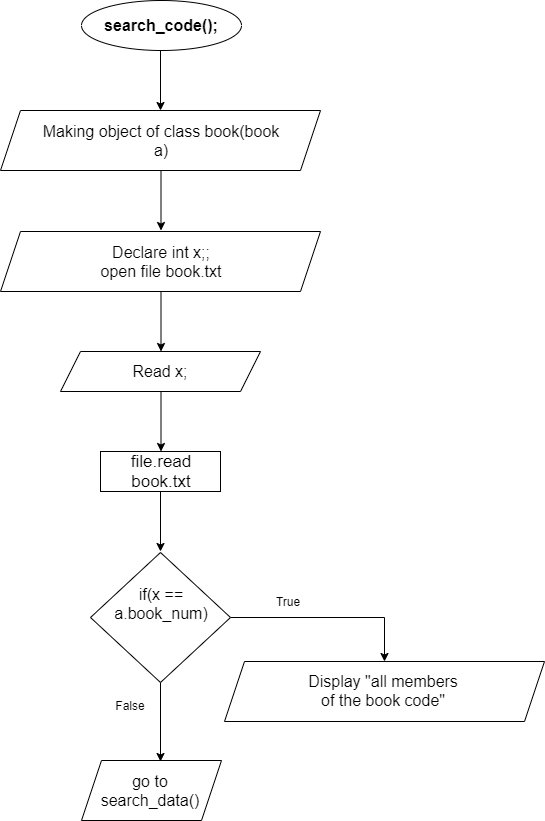 search_code();
Making object of class book(book
a)
Declare int x;;
open file book.txt
Read x;
file.read
book.txt
if(x ==
a.book_num)
True
Display "all members
of the book code"
False
go to
search_data()